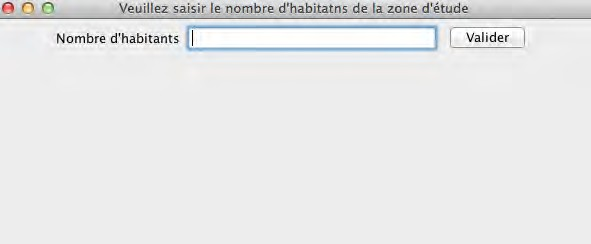 Veuillez saisir le nombre d'habitatns de la zone d'étude
Nombre d'habitants Valider